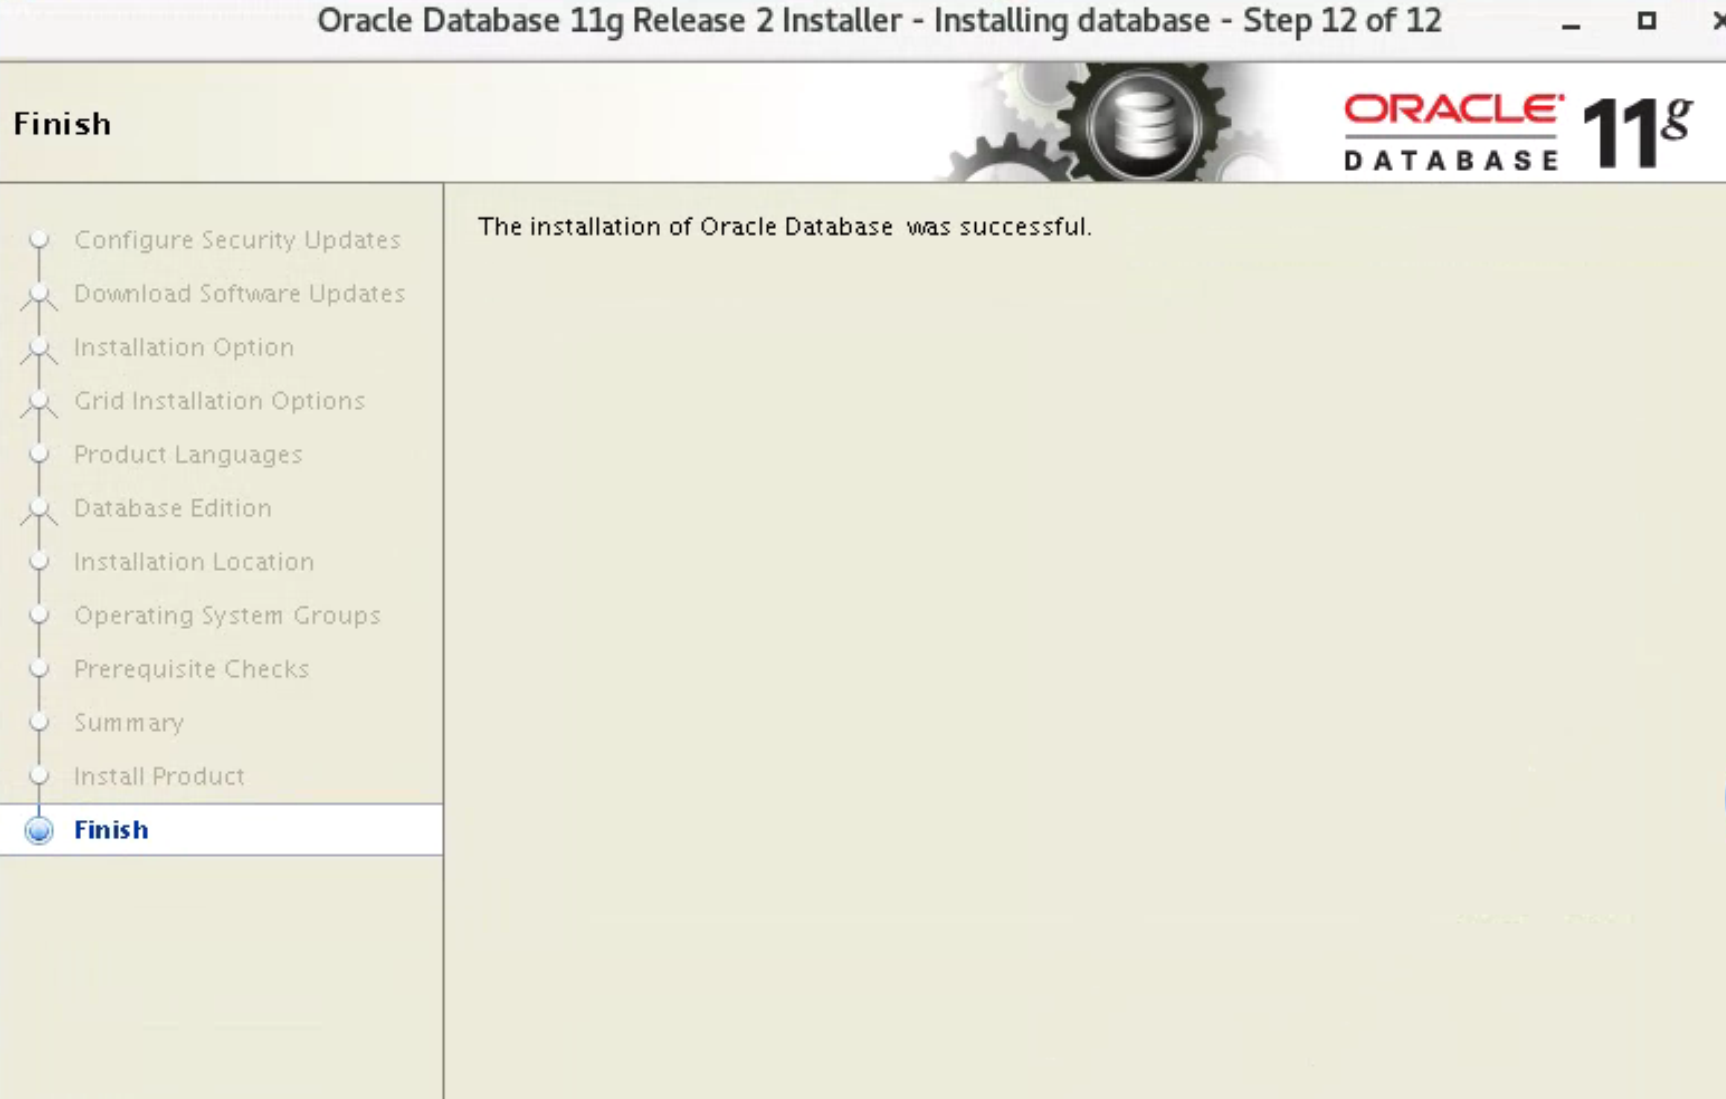 Oracle Database 11g Release 2 Installer - Installing database - Step 12 of 12
Finish
ORACLE
DATABASE
11g
Configure Security Updates
Download Software Updates
Installation Option
Grid Installation Options
Product Languages
Database Edition
Installation Location
Operating System Groups
Prerequisite Checks
Summary
Install Product
Finish
The installation of Oracle Database was successful.